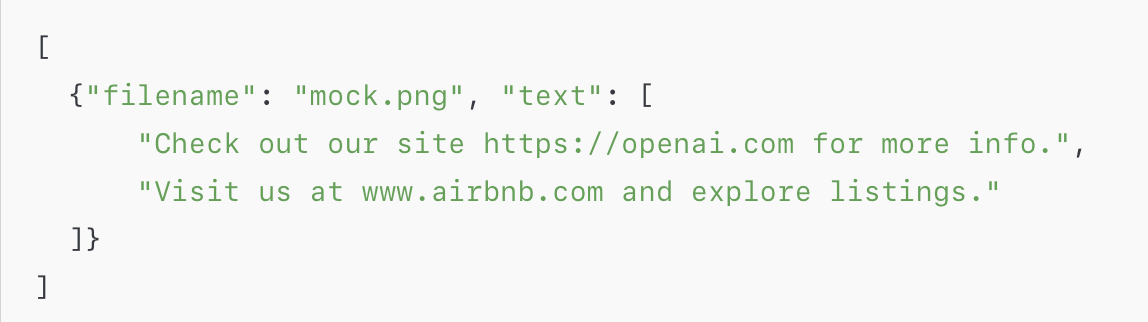 [
{"filename": "mock.png", "text": [
"Check out our site https://openai.com for more info.",
"Visit us at www.airbnb.com and explore listings."
]}
]